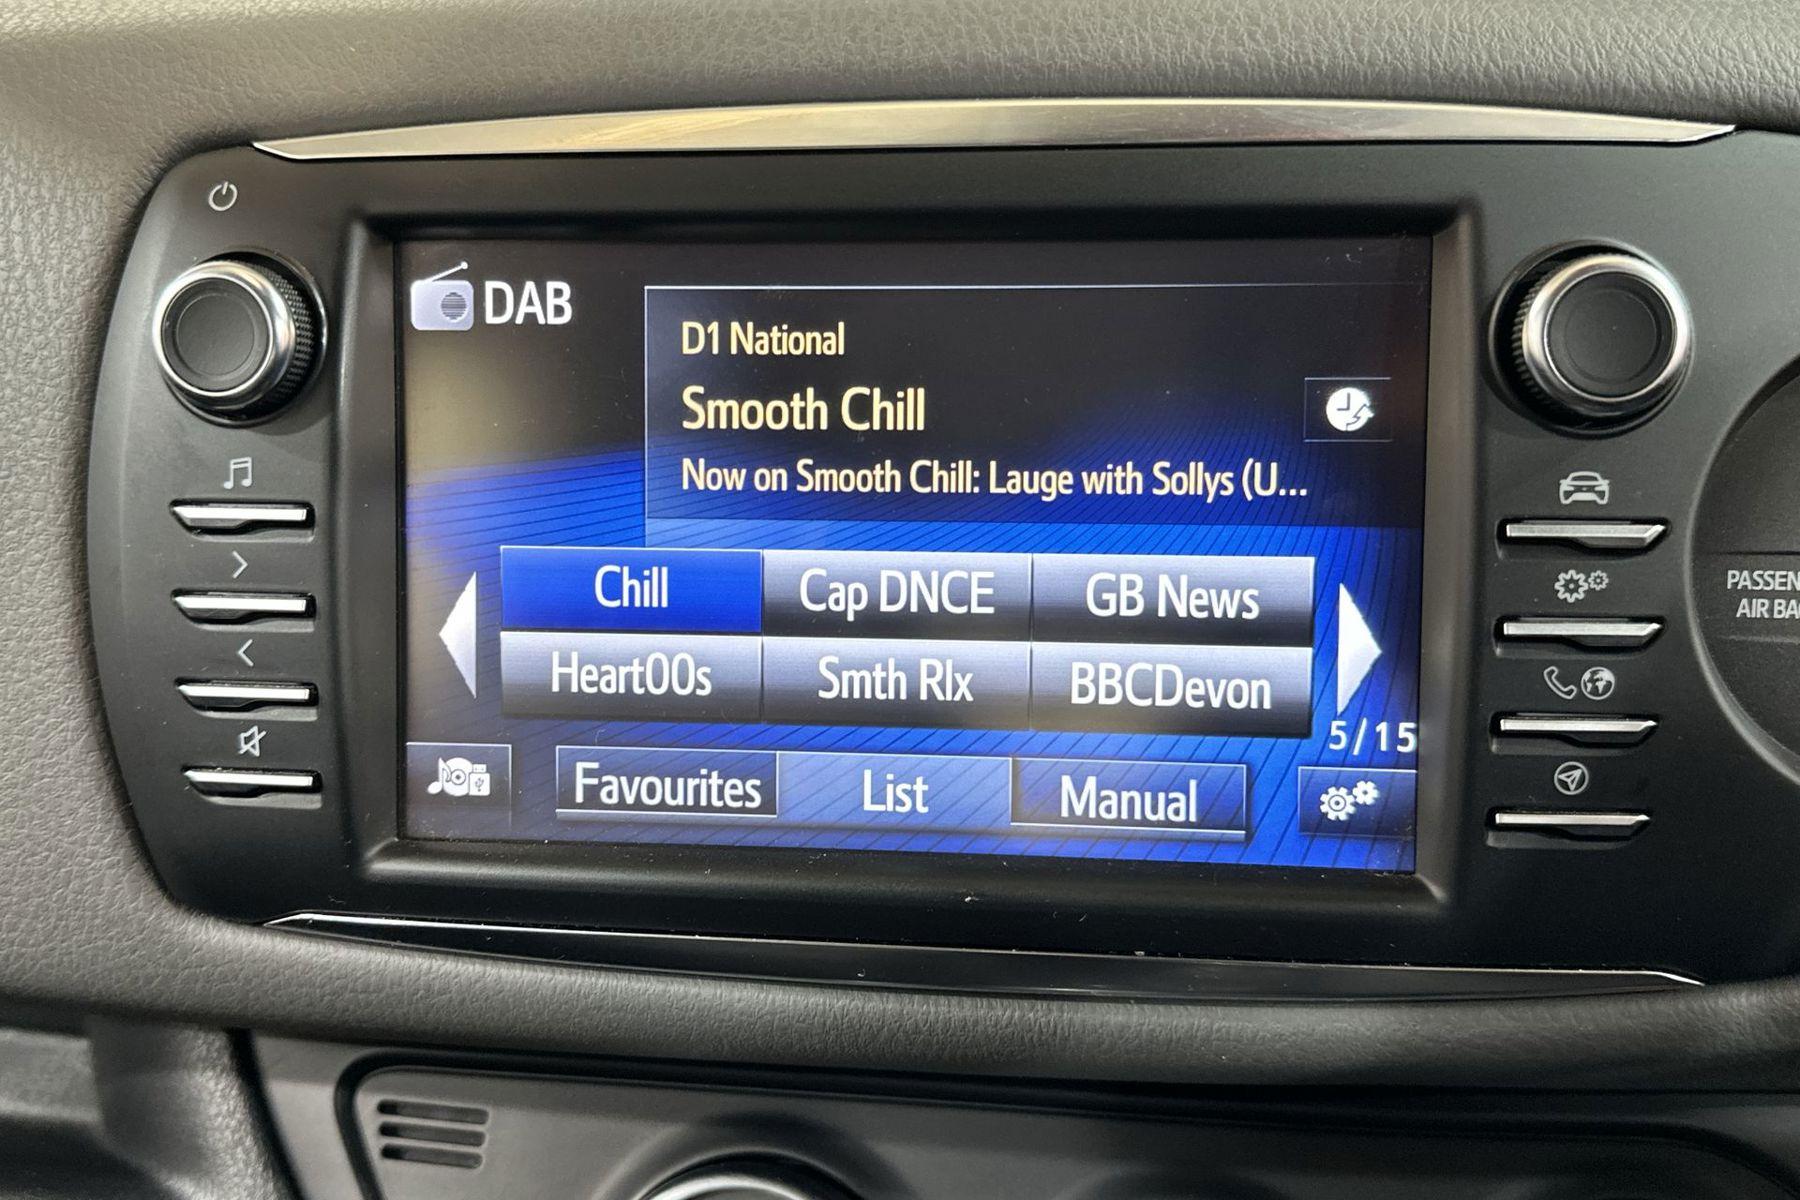 DAB
D1 National
Smooth Chill
Now on Smooth Chill: Lauge with Sollys (U...
Chill
Cap DNCE
GB News
Heart00s
Smth Rlx
BBCDevon
5/15
Favourites
List
Manual
PASSEN
AIR BA